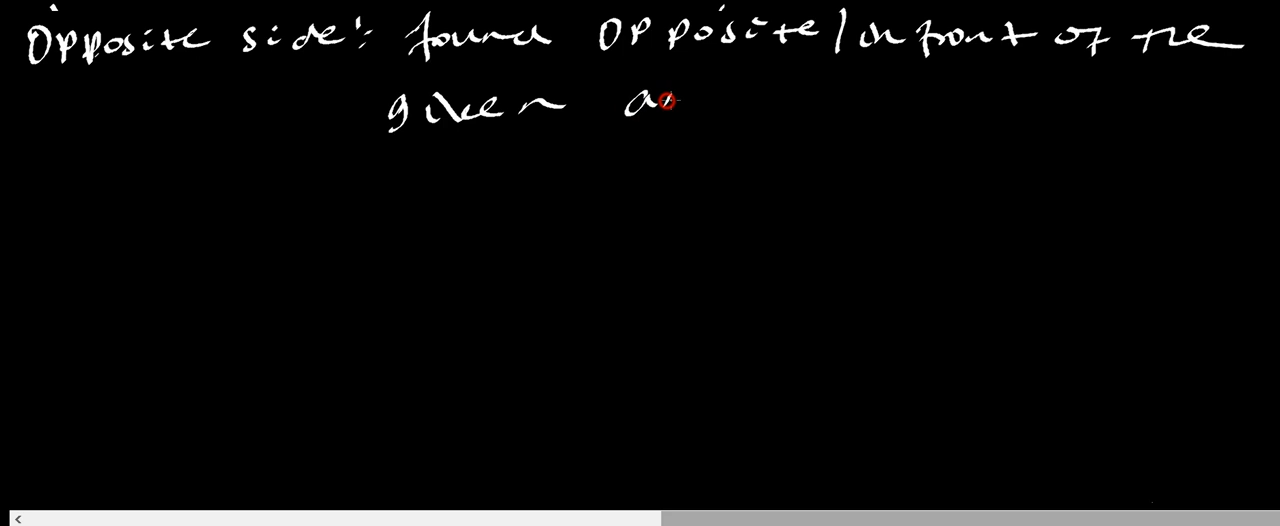 Opposite side: found opposite/in front of the
given a